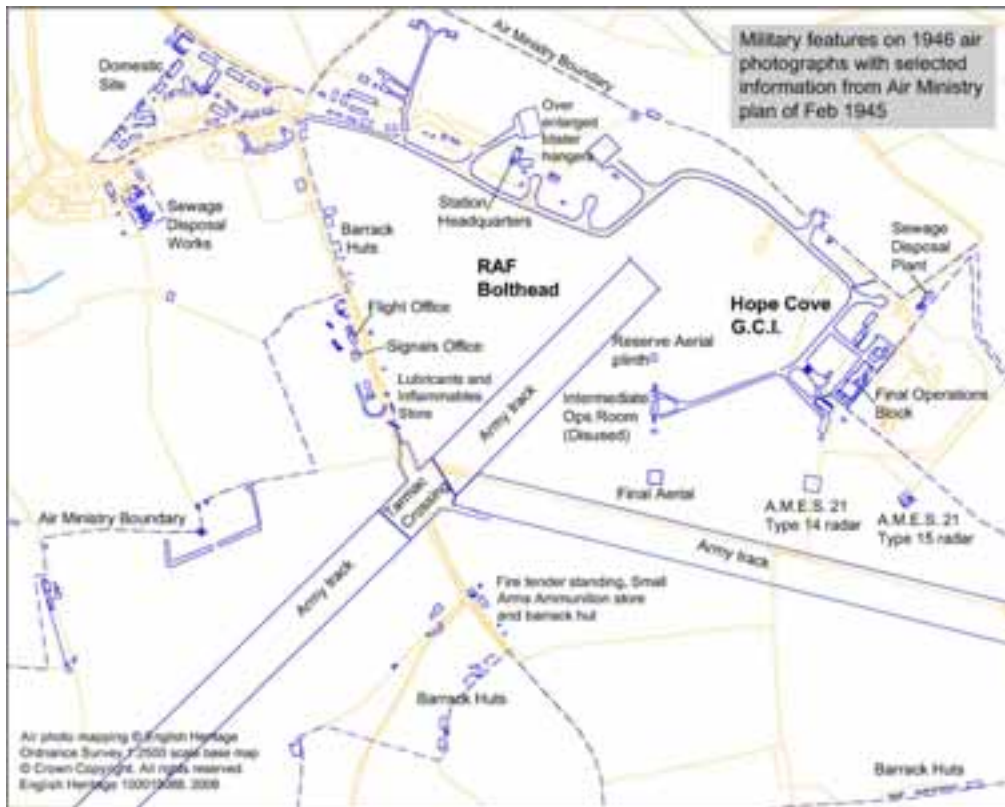 Military features on 1946 air
photographs with selected
information from Air Ministry
plan of Feb 1945
Air Ministry Boundary
Domestic
Site
Over
enlarged
blister
hangers
Station
Headquarters
Sewage
Disposal
Works
Barrack
Huts
Sewage
Disposal
Plant
RAF
Bolthead
Hope Cove
G.C.I.
Flight Office
Signals Office
Reserve Aerial
plinth
Lubricants and
Inflammables
Store
Army track
Intermediate
Ops Room
(Disused)
Final Operations
Block
Tarmac
Crossing
Final Aerial
A.M.E.S. 21
Type 14 radar
A.M.E.S. 21
Type 15 radar
Air Ministry Boundary
Army track
Army track
Fire tender standing, Small
Arms Ammunition store
and barrack hut
Barrack Huts
Air photo mapping © English Heritage
Ordnance Survey 1:2500 scale base map
© Crown Copyright. All rights reserved.
English Heritage
Barrack Huts